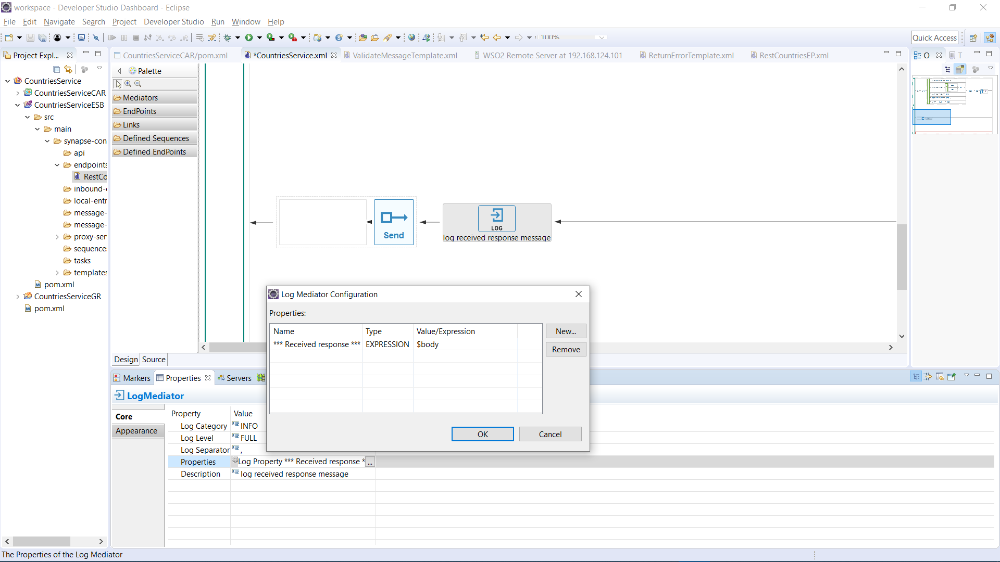 workspace - Developer Studio Dashboard - Eclipse
File Edit Navigate Search Project Developer Studio Run Window Help
100%
Quick Access
Project Expl...
CountriesServiceCAR/pom.xml
*CountriesService.xml
ValidateMessageTemplate.xml
WSO2 Remote Server at 192.168.124.101
ReturnErrorTemplate.xml
RestCountriesEP.xml
O
T
CountriesService
CountriesServiceCAR
CountriesServiceESB
src
main
synapse-con
api
endpoints
RestCo
inbound-
local-entr
message-
message-
proxy-ser
sequence
tasks
templates
pom.xml
CountriesServiceGR
pom.xml
Palette
Mediators
EndPoints
Links
Defined Sequences
Defined EndPoints
Send
LOG
log received response message
Design
Source
Log Mediator Configuration
Properties:
Name Type Value/Expression
*** Received response *** EXPRESSION $body
New...
Remove
OK
Cancel
Markers
Properties
Servers
LogMediator
Core
Appearance
Property Value
Log Category INFO
Log Level FULL
Log Separator ,
Properties Log Property *** Received response * ...
Description log received response message
The Properties of the Log Mediator